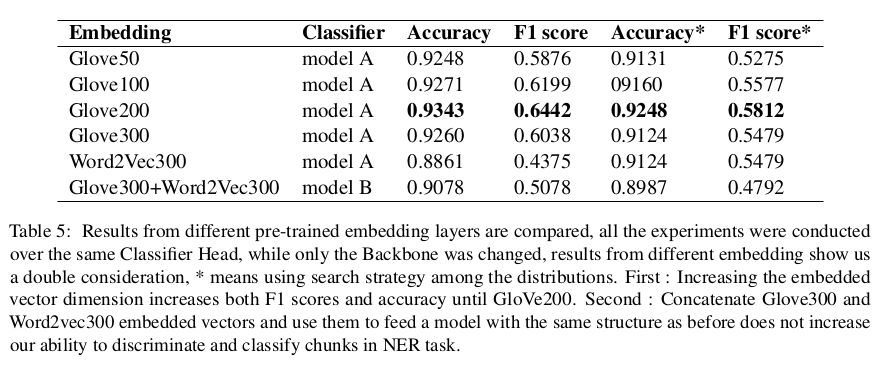 Embedding Classifier Accuracy F1 score Accuracy* F1 score*
Glove50 model A 0.9248 0.5876 0.9131 0.5275
Glove100 model A 0.9271 0.6199 09160 0.5577
Glove200 model A 0.9343 0.6442 0.9248 0.5812
Glove300 model A 0.9260 0.6038 0.9124 0.5479
Word2Vec300 model A 0.8861 0.4375 0.9124 0.5479
Glove300+Word2Vec300 model B 0.9078 0.5078 0.8987 0.4792
Table 5: Results from different pre-trained embedding layers are compared, all the experiments were conducted
over the same Classifier Head, while only the Backbone was changed, results from different embedding show us
a double consideration, * means using search strategy among the distributions. First : Increasing the embedded
vector dimension increases both F1 scores and accuracy until GloVe200. Second : Concatenate Glove300 and
Word2vec300 embedded vectors and use them to feed a model with the same structure as before does not increase
our ability to discriminate and classify chunks in NER task.